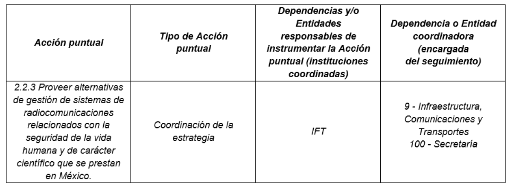 Acción puntual
Tipo de Acción
puntual
Dependencias y/o
Entidades
responsables de
instrumentar la Acción
puntual (instituciones
coordinadas)
Dependencia o Entidad
coordinadora
(encargada
del seguimiento)
2.2.3 Proveer alternativas
de gestión de sistemas de
radiocomunicaciones
relacionados con la
seguridad de la vida
humana y de carácter
científico que se prestan
en México.
Coordinación de la
estrategia
IFT
9 - Infraestructura,
Comunicaciones y
Transportes
100 - Secretaría